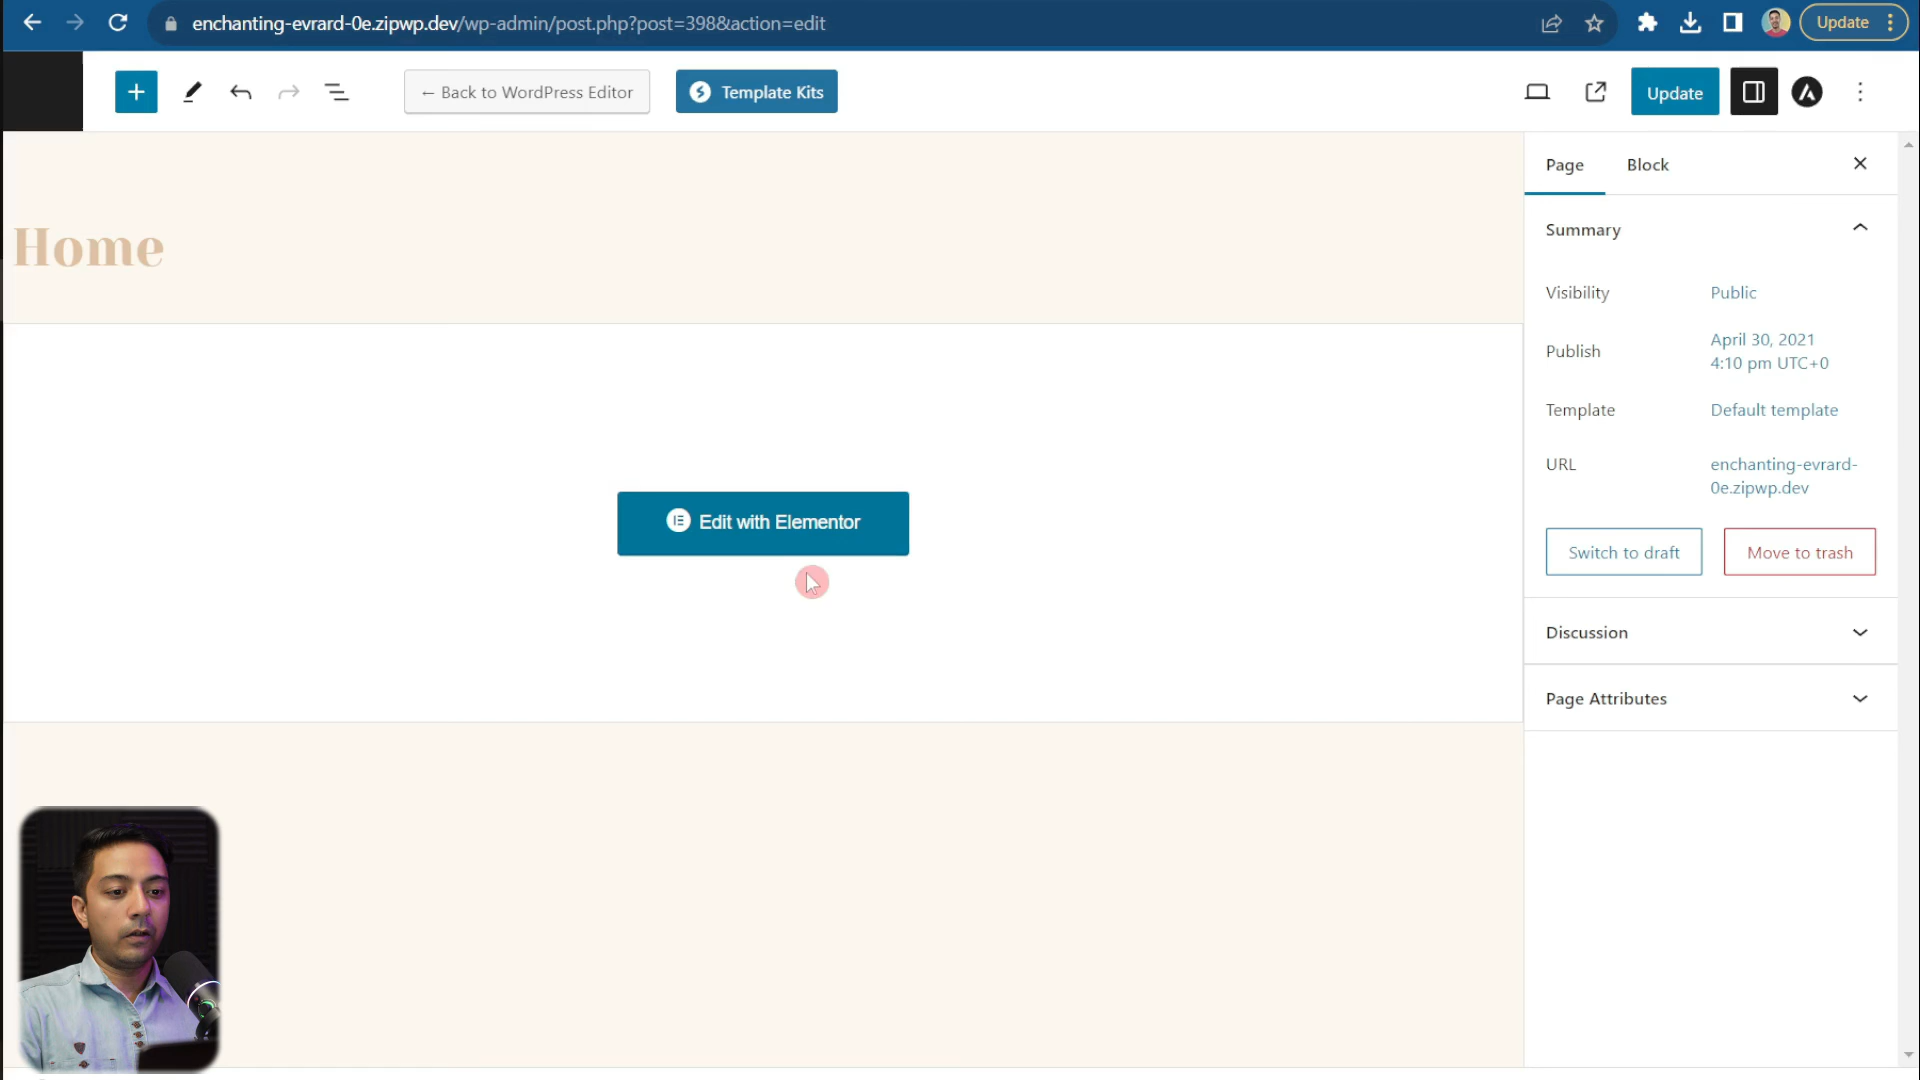 enchanting-evrard-0e.zipwp.dev/wp-admin/post.php?post=398&action=edit
Update
← Back to WordPress Editor
Template Kits
Update
Page
Block
Home
Summary
Visibility
Public
Publish
April 30, 2021
4:10 pm UTC+0
Template
Default template
URL
enchanting-evrard-
0e.zipwp.dev
Edit with Elementor
Switch to draft
Move to trash
Discussion
Page Attributes